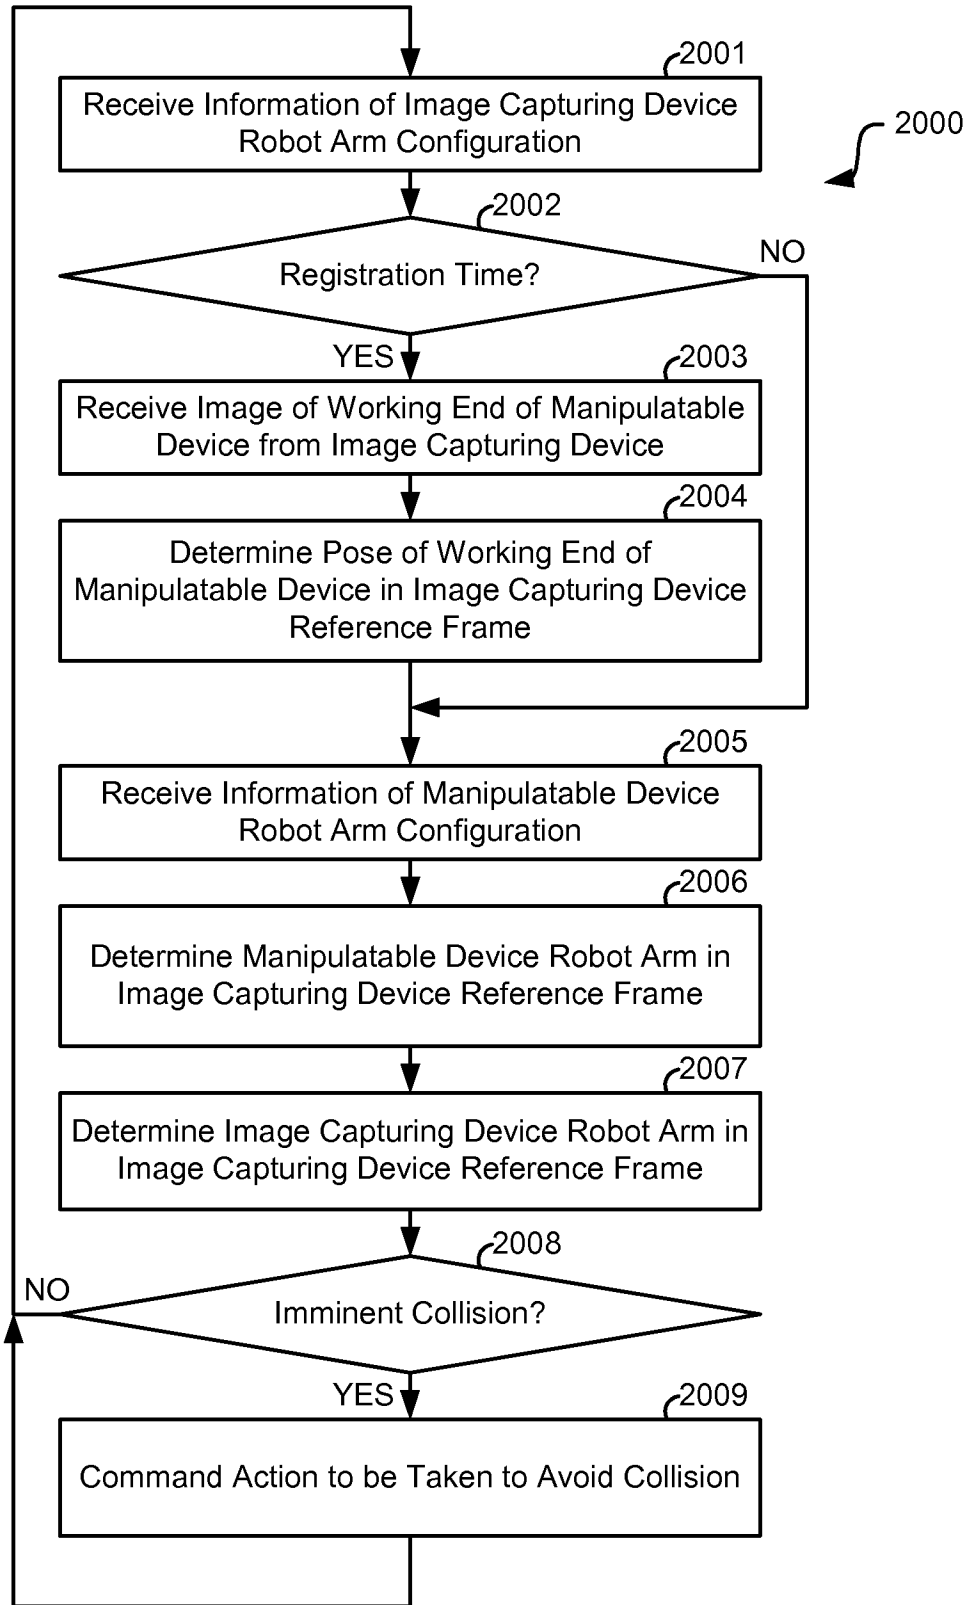 2001
Receive Information of Image Capturing Device
Robot Arm Configuration
2000
2002
Registration Time?
NO
YES
2003
Receive Image of Working End of Manipulatable
Device from Image Capturing Device
2004
Determine Pose of Working End of
Manipulatable Device in Image Capturing Device
Reference Frame
2005
Receive Information of Manipulatable Device
Robot Arm Configuration
2006
Determine Manipulatable Device Robot Arm in
Image Capturing Device Reference Frame
2007
Determine Image Capturing Device Robot Arm in
Image Capturing Device Reference Frame
2008
NO
Imminent Collision?
YES
2009
Command Action to be Taken to Avoid Collision